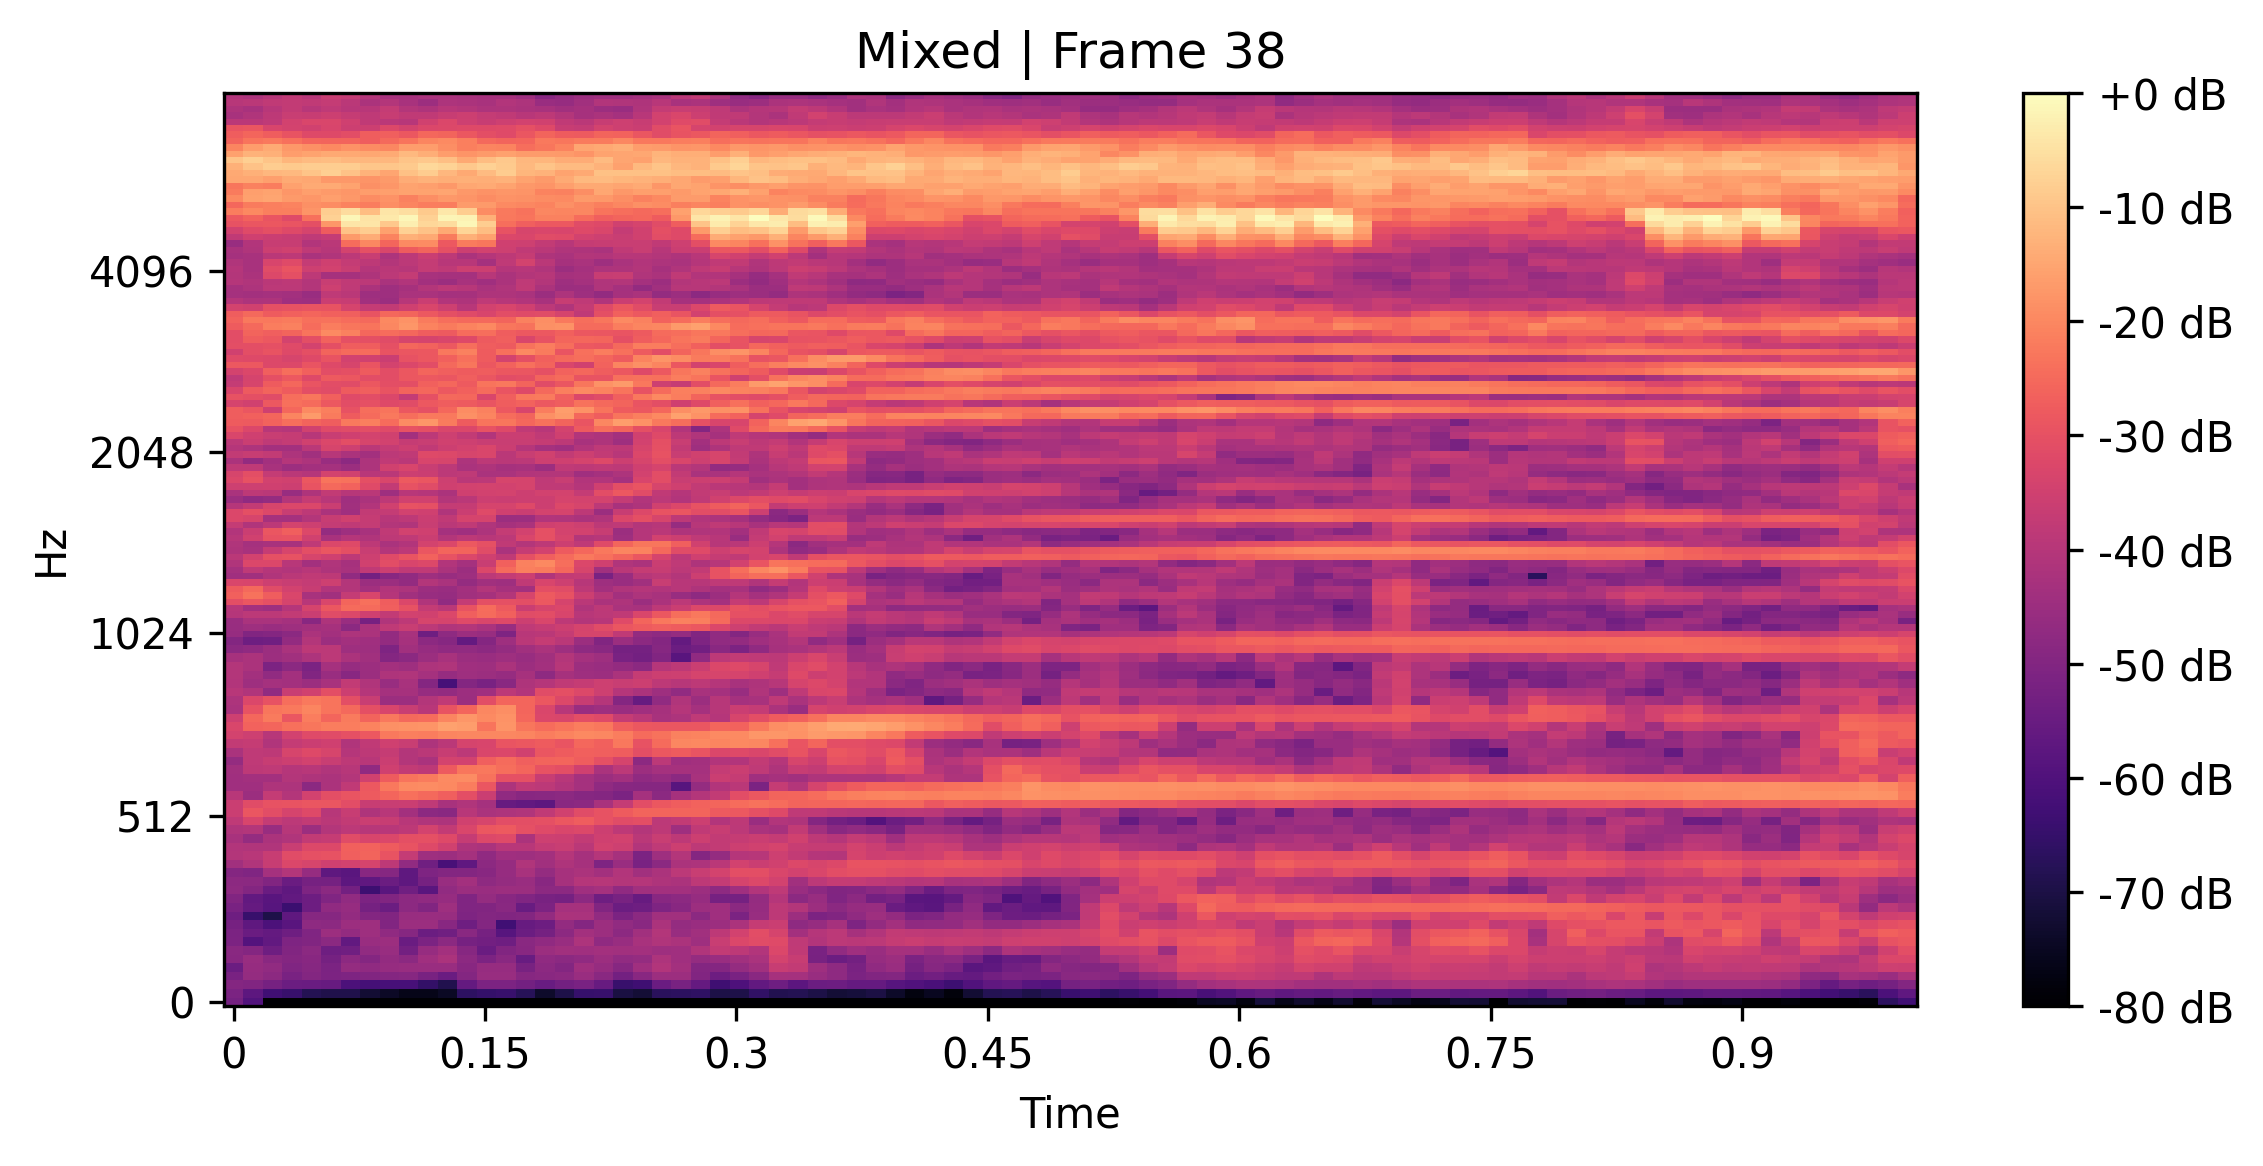 Mixed | Frame 38
+0 dB
-10 dB
-20 dB
-30 dB
-40 dB
-50 dB
-60 dB
-70 dB
-80 dB
Hz
4096
2048
1024
512
0
0 0.15 0.3 0.45 0.6 0.75 0.9
Time